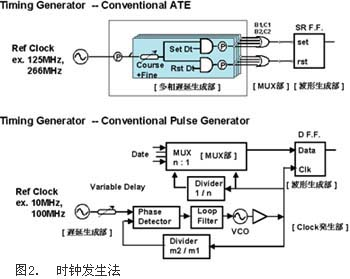 Timing Generator -- Conventional ATE
B1,C1
B2,C2
SR F.F.
Ref Clock
ex. 125MHz,
266MHz
P
Set Dt
P
set
Course
+Fine
Rst Dt
P
rst
[多相遅延生成部]
[MUX部]
[波形生成部]
Timing Generator -- Conventional Pulse Generator
D F.F.
Date
MUX
n : 1
[MUX部]
Data
Clk
Variable Delay
Divider
1 / n
[波形生成部]
Ref Clock
ex. 10MHz,
100MHz
Phase
Detector
Loop
Filter
VCO
[遅延生成部]
[Clock発生部]
Divider
m2 / m1
图2. 时钟发生法